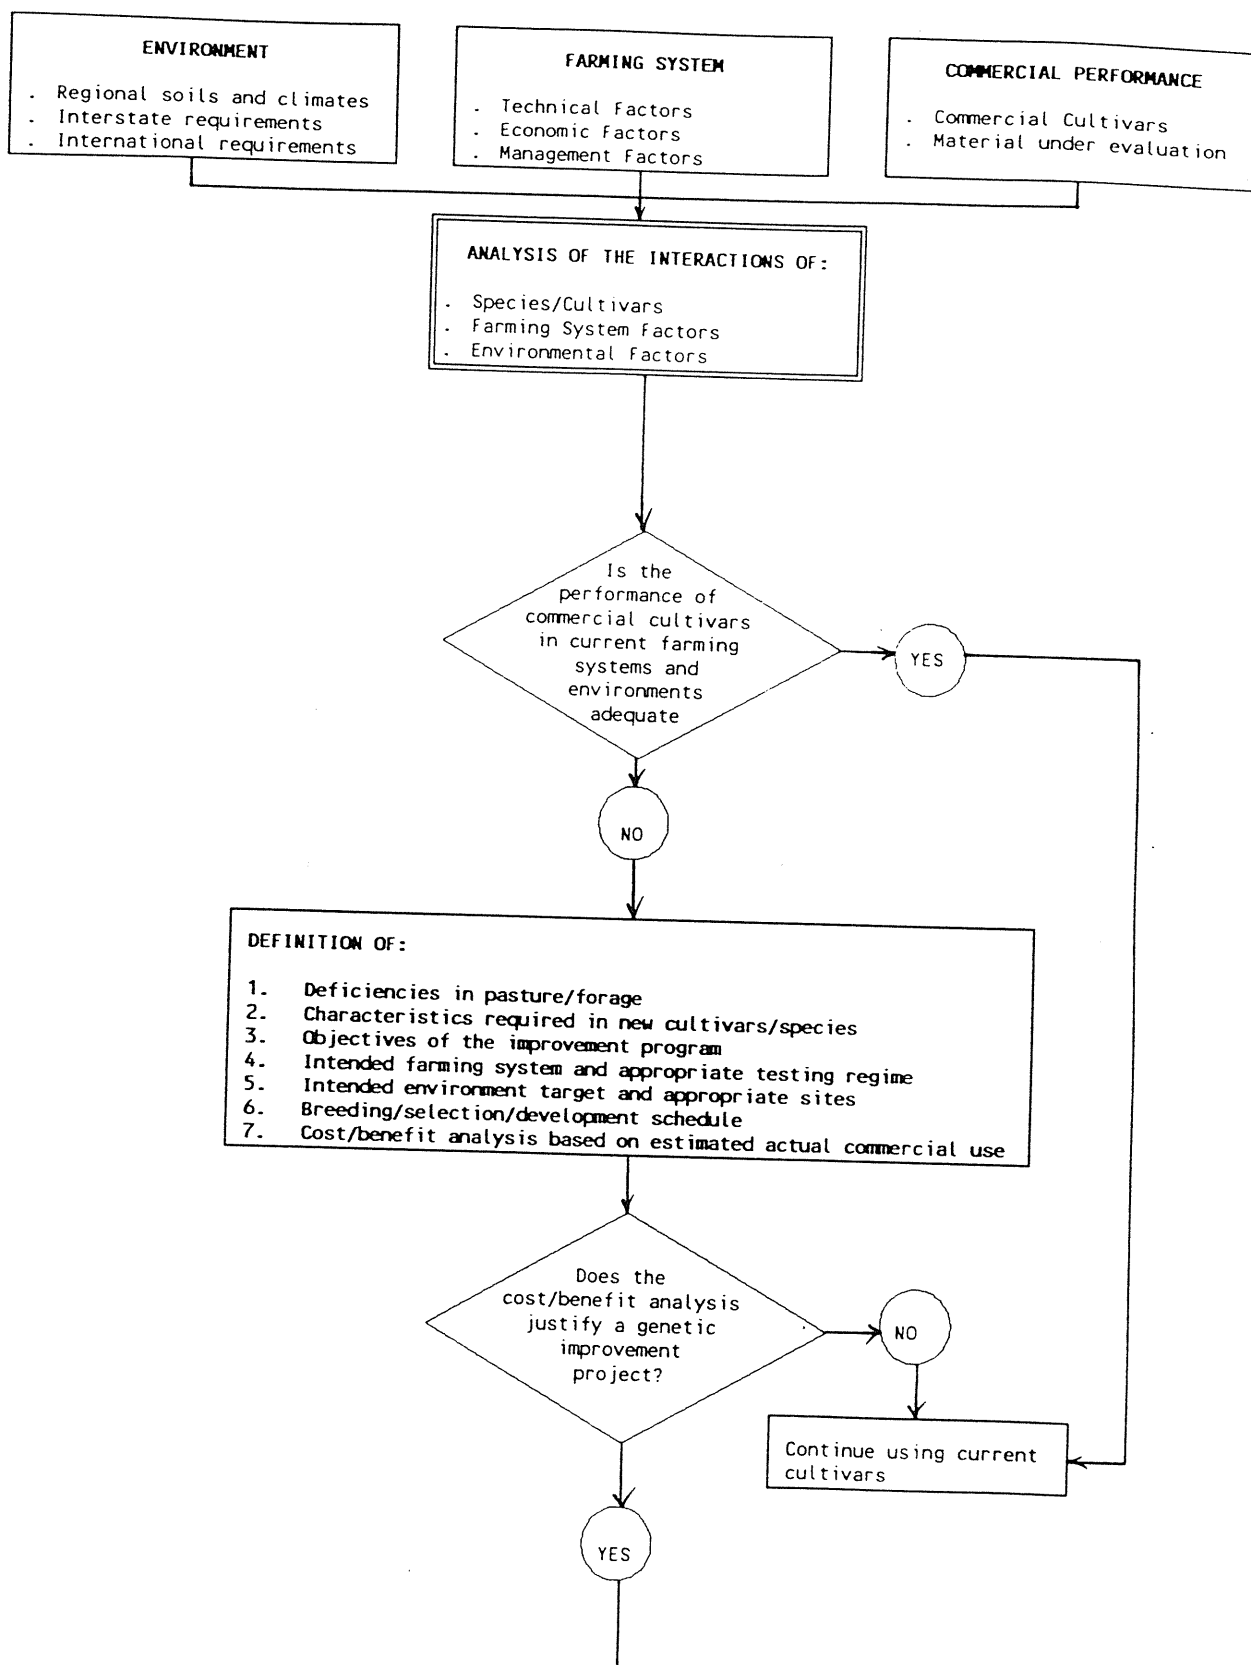 ENVIRONMENT
. Regional soils and climates
. Interstate requirements
. International requirements
FARMING SYSTEM
. Technical Factors
. Economic Factors
. Management Factors
COMMERCIAL PERFORMANCE
. Commercial Cultivars
. Material under evaluation
ANALYSIS OF THE INTERACTIONS OF:
. Species/Cultivars
. Farming System Factors
. Environmental Factors
Is the
performance of
commercial cultivars
in current farming
systems and
environments
adequate
YES
NO
DEFINITION OF:
1. Deficiencies in pasture/forage
2. Characteristics required in new cultivars/species
3. Objectives of the improvement program
4. Intended farming system and appropriate testing regime
5. Intended environment target and appropriate sites
6. Breeding/selection/development schedule
7. Cost/benefit analysis based on estimated actual commercial use
Does the
cost/benefit analysis
justify a genetic
improvement
project?
NO
Continue using current
cultivars
YES